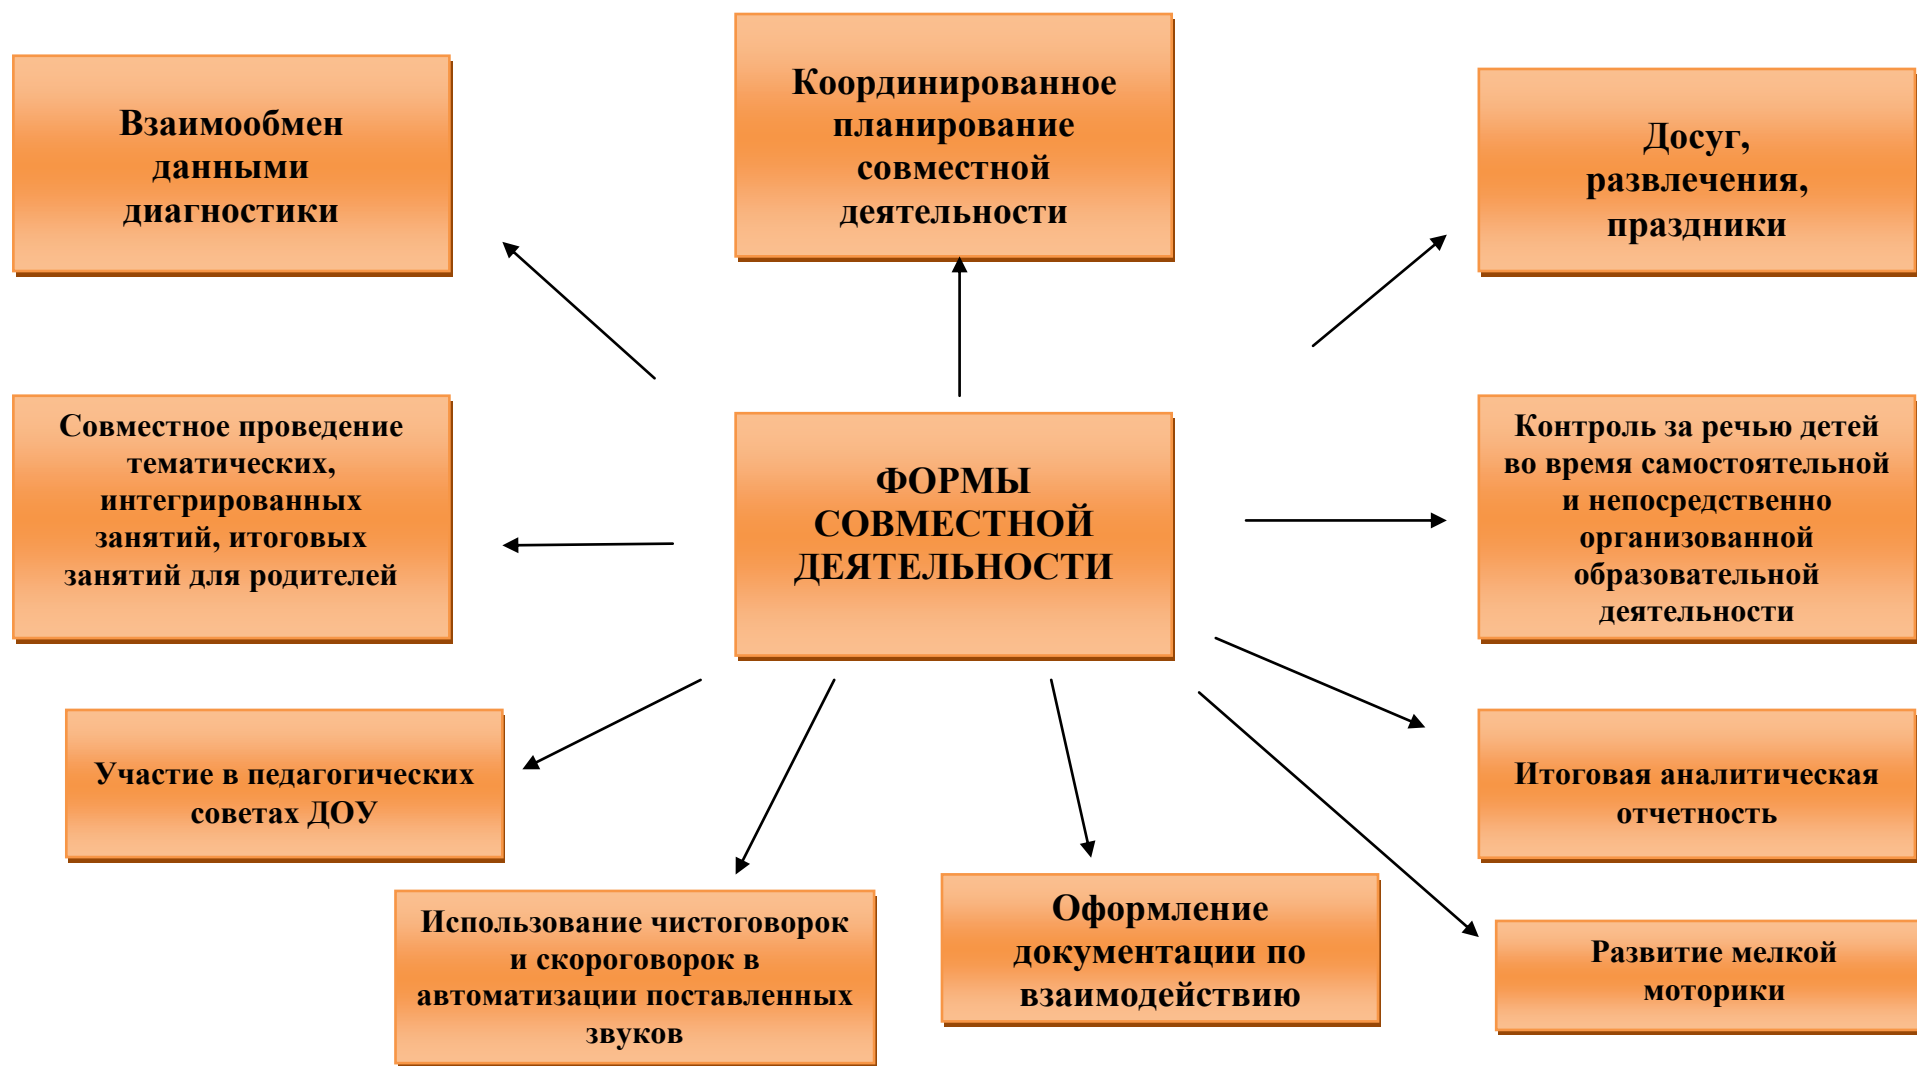 Взаимообмен
данными
диагностики
Координированное
планирование
совместной
деятельности
Досуг,
развлечения,
праздники
Совместное проведение
тематических,
интегрированных
занятий, итоговых
занятий для родителей
ФОРМЫ
СОВМЕСТНОЙ
ДЕЯТЕЛЬНОСТИ
Контроль за речью детей
во время самостоятельной
и непосредственно
организованной
образовательной
деятельности
Участие в педагогических
советах ДОУ
Итоговая аналитическая
отчетность
Использование чистоговорок
и скороговорок в
автоматизации поставленных
звуков
Оформление
документации по
взаимодействию
Развитие мелкой
моторики